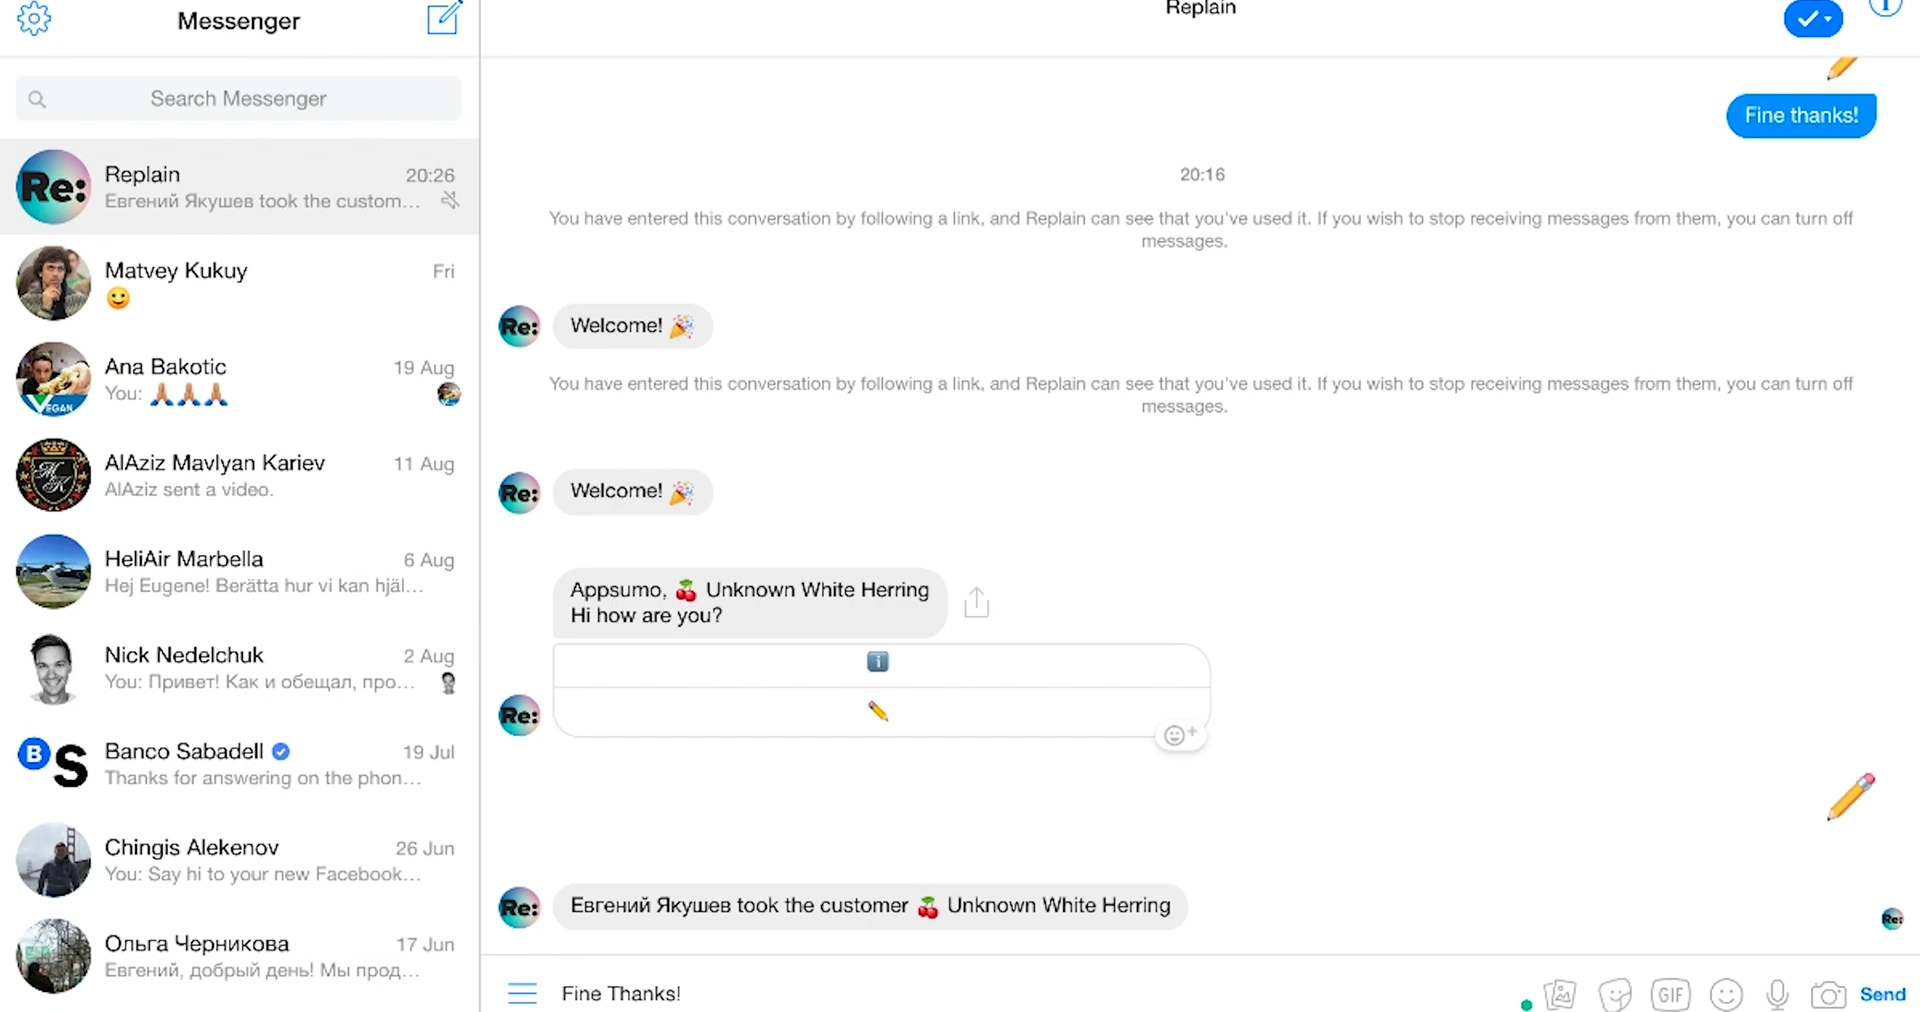 Messenger
Search Messenger
Re:
Replain
20:26
Евгений Якушев took the custom...
Matvey Kukuy
Fri
Ana Bakotic
19 Aug
You: 🙏🙏🙏
VEGAN
AlAziz Mavlyan Kariev
11 Aug
AlAziz sent a video.
MK
HeliAir Marbella
6 Aug
Hej Eugene! Berätta hur vi kan hjäl...
Nick Nedelchuk
2 Aug
You: Привет! Как и обещал, про...
B S
Banco Sabadell
19 Jul
Thanks for answering on the phon...
Chingis Alekenov
26 Jun
You: Say hi to your new Facebook...
Ольга Черникова
17 Jun
Евгений, добрый день! Мы прод...
Replain
Fine thanks!
20:16
You have entered this conversation by following a link, and Replain can see that you've used it. If you wish to stop receiving messages from them, you can turn off
messages.
Re:
Welcome! 🎉
You have entered this conversation by following a link, and Replain can see that you've used it. If you wish to stop receiving messages from them, you can turn off
messages.
Re:
Welcome! 🎉
Appsumo, 🍒 Unknown White Herring
Hi how are you?
Re:
Re:
Евгений Якушев took the customer 🍒 Unknown White Herring
Re:
Fine Thanks!
GIF
Send